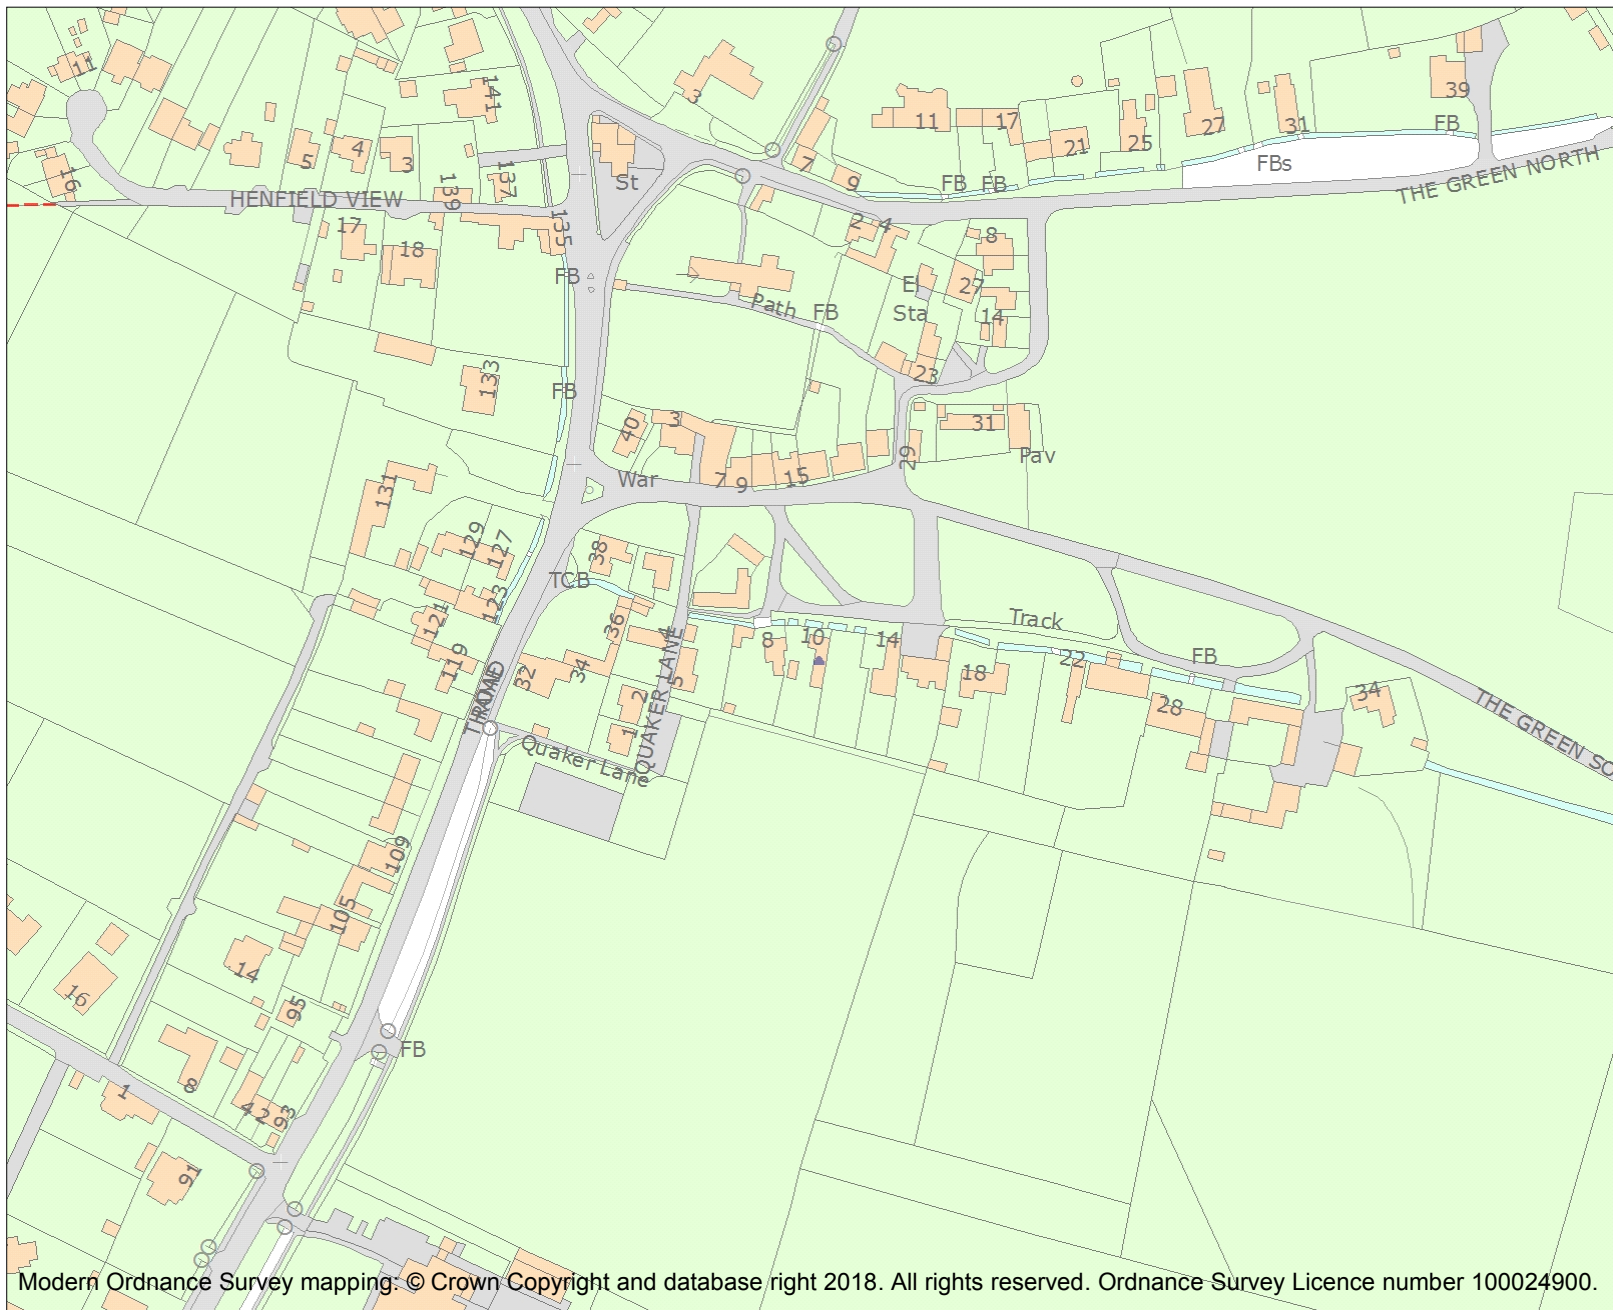 11
3
141
11
17
21
25
27
31
39
FB
FBs
THE GREEN NORTH
5
4
3
16
137
139
135
St
7
9
FB
FB
HENFIELD VIEW
17
18
2
4
8
El
Sta
27
14
FB
Path
FB
23
133
FB
40
3
31
29
Pav
War
7
9
15
131
129
127
38
TCB
123
121
36
4
119
32
34
2
1
5
QUAKER LANE
Quaker Lane
THAME
ROAD
8
10
14
Track
18
22
FB
28
34
THE GREEN SO
109
105
14
16
95
FB
8
1
4
2
93
91
Modern Ordnance Survey mapping: © Crown Copyright and database right 2018. All rights reserved. Ordnance Survey Licence number 100024900.